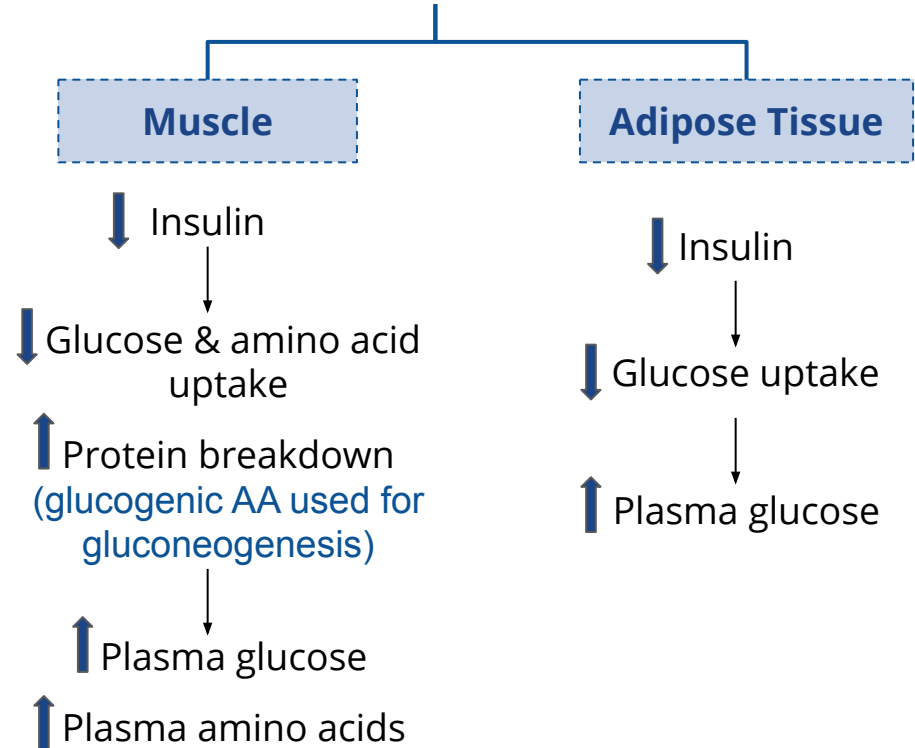 Muscle
Insulin
Glucose & amino acid
uptake
Protein breakdown
(glucogenic AA used for
gluconeogenesis)
Plasma glucose
Plasma amino acids
Adipose Tissue
Insulin
Glucose uptake
Plasma glucose